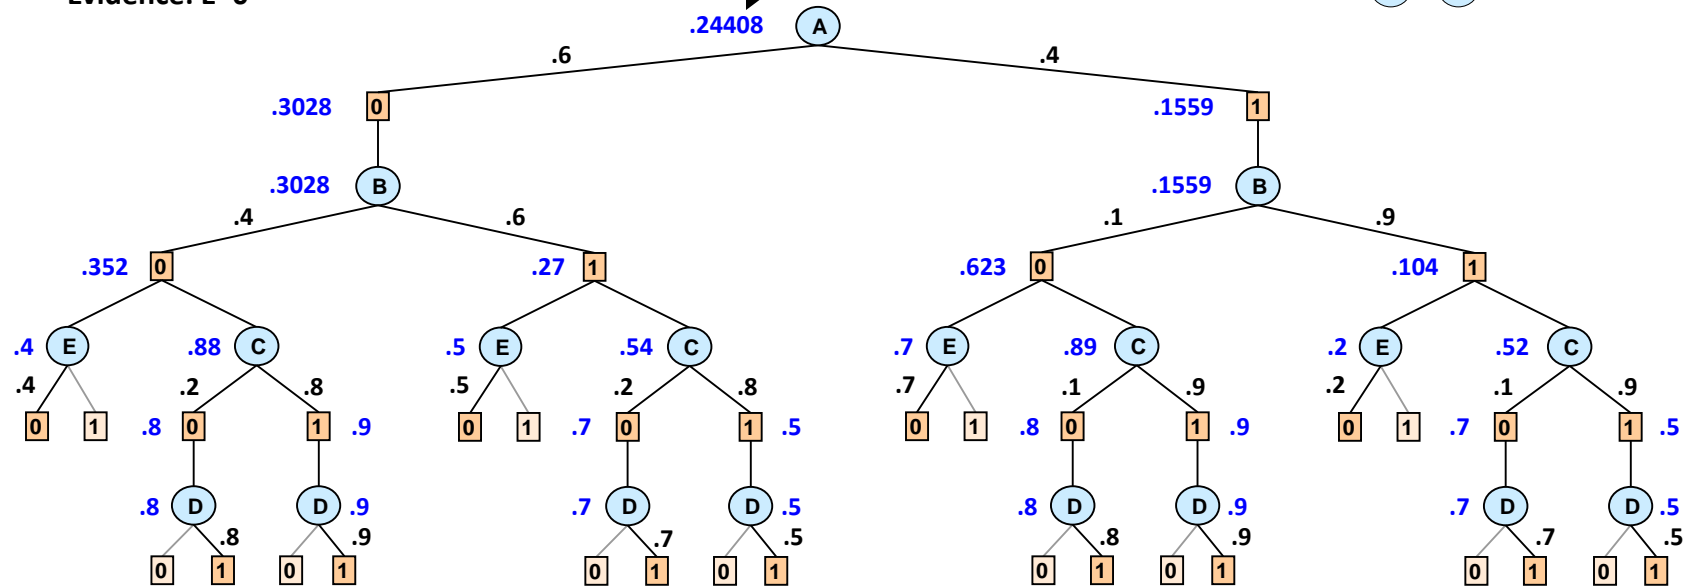 .24408 A
.6 .4
.3028 0 .1559 1
.3028 B .1559 B
.4 .6 .1 .9
.352 0 .27 1 .623 0 .104 1
.4 E .88 C .5 E .54 C .7 E .89 C .2 E .52 C
.4 .2 .8 .5 .2 .8 .7 .1 .9 .2 .1 .9
0 1 .8 0 1 .9 0 1 .7 0 1 .5 0 1 .8 0 1 .9 0 1 .7 0 1 .5
.8 D D .9 .7 D D .5 .8 D D .9 .7 D D .5
.8 .9 .7 .5 .8 .9 .7 .5
0 1 0 1 0 1 0 1 0 1 0 1 0 1 0 1